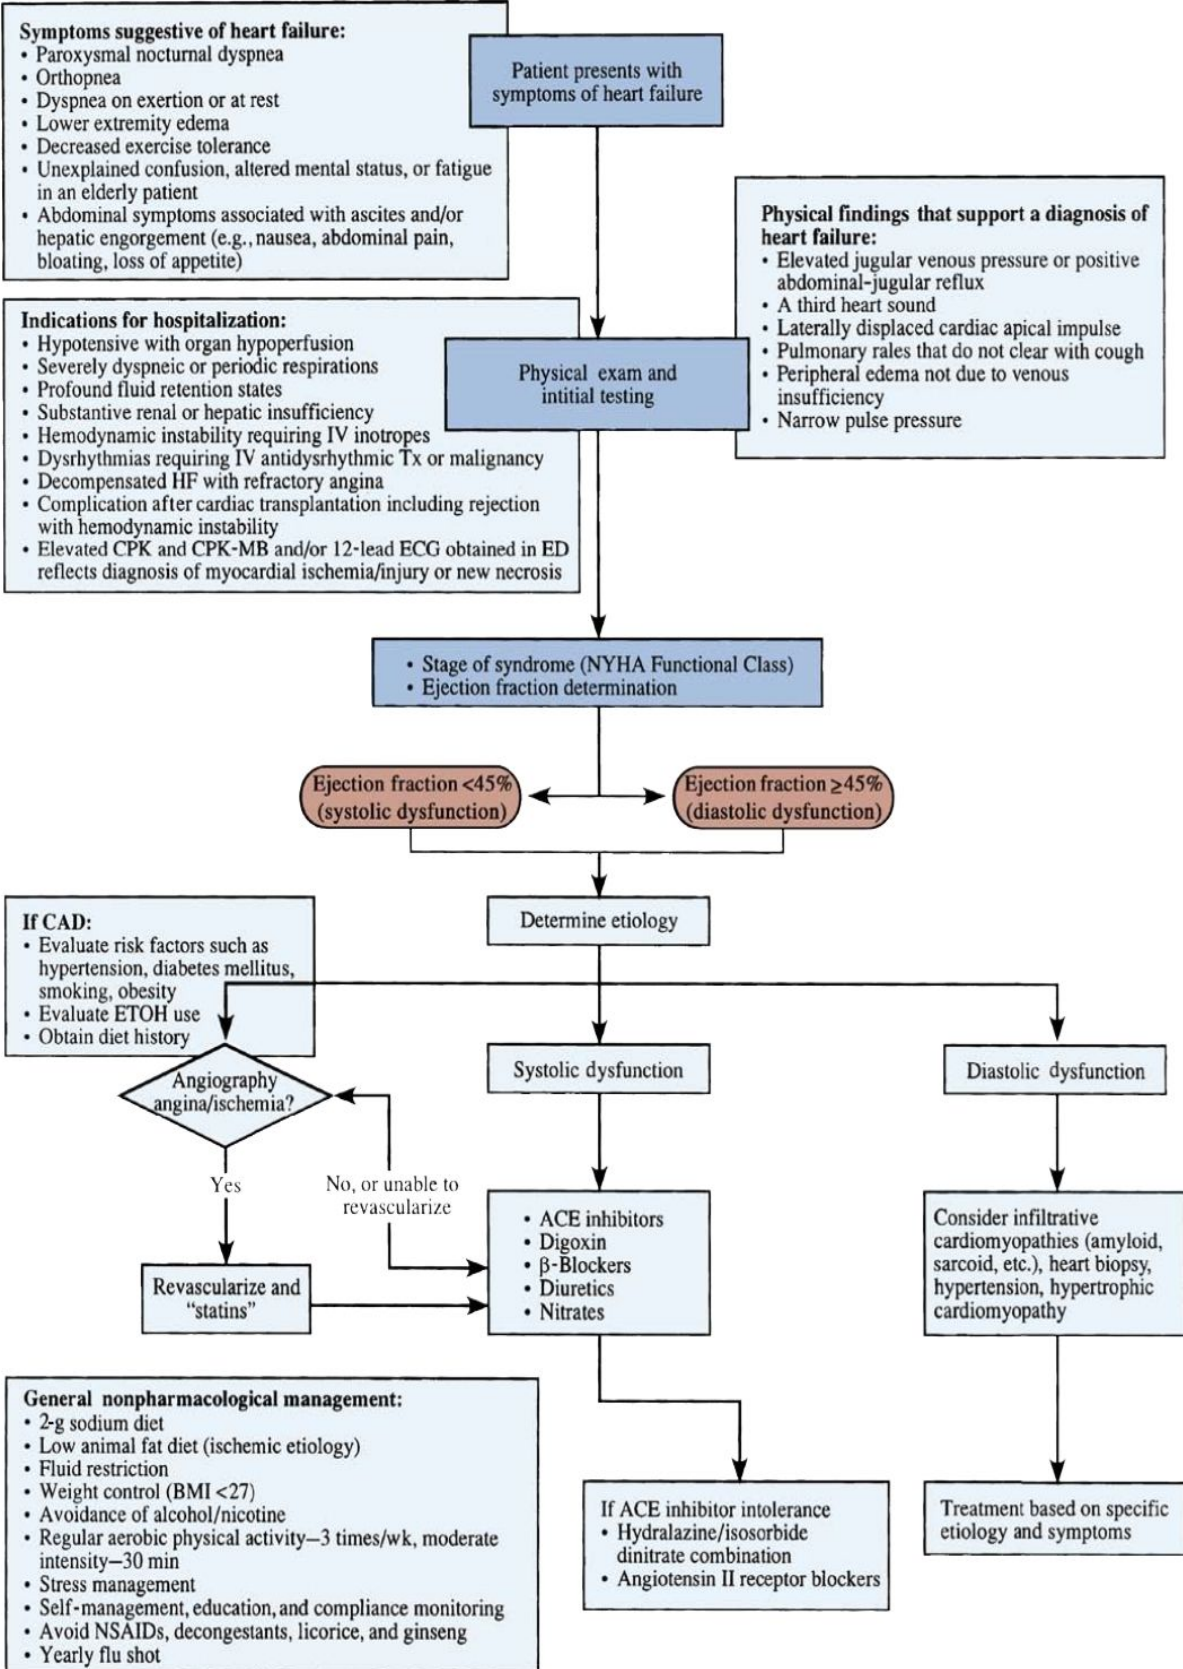 Symptoms suggestive of heart failure:
• Paroxysmal nocturnal dyspnea
• Orthopnea
• Dyspnea on exertion or at rest
• Lower extremity edema
• Decreased exercise tolerance
• Unexplained confusion, altered mental status, or fatigue
in an elderly patient
• Abdominal symptoms associated with ascites and/or
hepatic engorgement (e.g., nausea, abdominal pain,
bloating, loss of appetite)
Patient presents with
symptoms of heart failure
Physical findings that support a diagnosis of
heart failure:
• Elevated jugular venous pressure or positive
abdominal-jugular reflux
• A third heart sound
• Laterally displaced cardiac apical impulse
• Pulmonary rales that do not clear with cough
• Peripheral edema not due to venous
insufficiency
• Narrow pulse pressure
Indications for hospitalization:
• Hypotensive with organ hypoperfusion
• Severely dyspneic or periodic respirations
• Profound fluid retention states
• Substantive renal or hepatic insufficiency
• Hemodynamic instability requiring IV inotropes
• Dysrhythmias requiring IV antidysrhythmic Tx or malignancy
• Decompensated HF with refractory angina
• Complication after cardiac transplantation including rejection
with hemodynamic instability
• Elevated CPK and CPK-MB and/or 12-lead ECG obtained in ED
reflects diagnosis of myocardial ischemia/injury or new necrosis
Physical exam and
intitial testing
• Stage of syndrome (NYHA Functional Class)
• Ejection fraction determination
Ejection fraction <45%
(systolic dysfunction)
Ejection fraction ≥45%
(diastolic dysfunction)
Determine etiology
If CAD:
• Evaluate risk factors such as
hypertension, diabetes mellitus,
smoking, obesity
• Evaluate ETOH use
• Obtain diet history
Angiography
angina/ischemia?
Systolic dysfunction
Diastolic dysfunction
Yes
No, or unable to
revascularize
Revascularize and
“statins”
• ACE inhibitors
• Digoxin
• β-Blockers
• Diuretics
• Nitrates
Consider infiltrative
cardiomyopathies (amyloid,
sarcoid, etc.), heart biopsy,
hypertension, hypertrophic
cardiomyopathy
General nonpharmacological management:
• 2-g sodium diet
• Low animal fat diet (ischemic etiology)
• Fluid restriction
• Weight control (BMI <27)
• Avoidance of alcohol/nicotine
• Regular aerobic physical activity–3 times/wk, moderate
intensity–30 min
• Stress management
• Self-management, education, and compliance monitoring
• Avoid NSAIDs, decongestants, licorice, and ginseng
• Yearly flu shot
If ACE inhibitor intolerance
• Hydralazine/isosorbide
dinitrate combination
• Angiotensin II receptor blockers
Treatment based on specific
etiology and symptoms